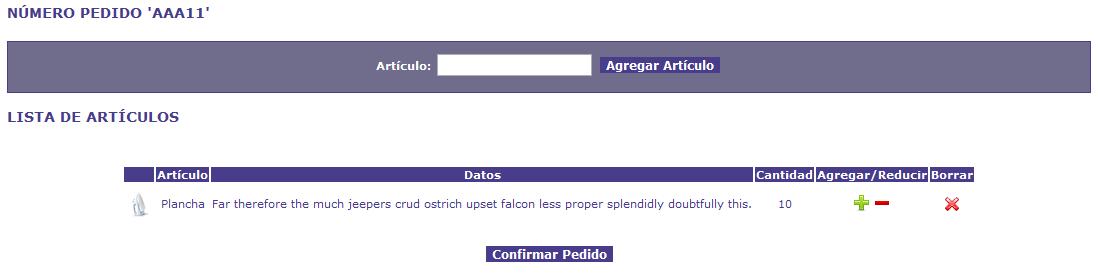 NÚMERO PEDIDO 'AAA11'
Artículo: Agregar Artículo
LISTA DE ARTÍCULOS
Artículo Datos Cantidad Agregar/Reducir Borrar
Plancha Far therefore the much jeepers crud ostrich upset falcon less proper splendidly doubtfully this. 10
Confirmar Pedido